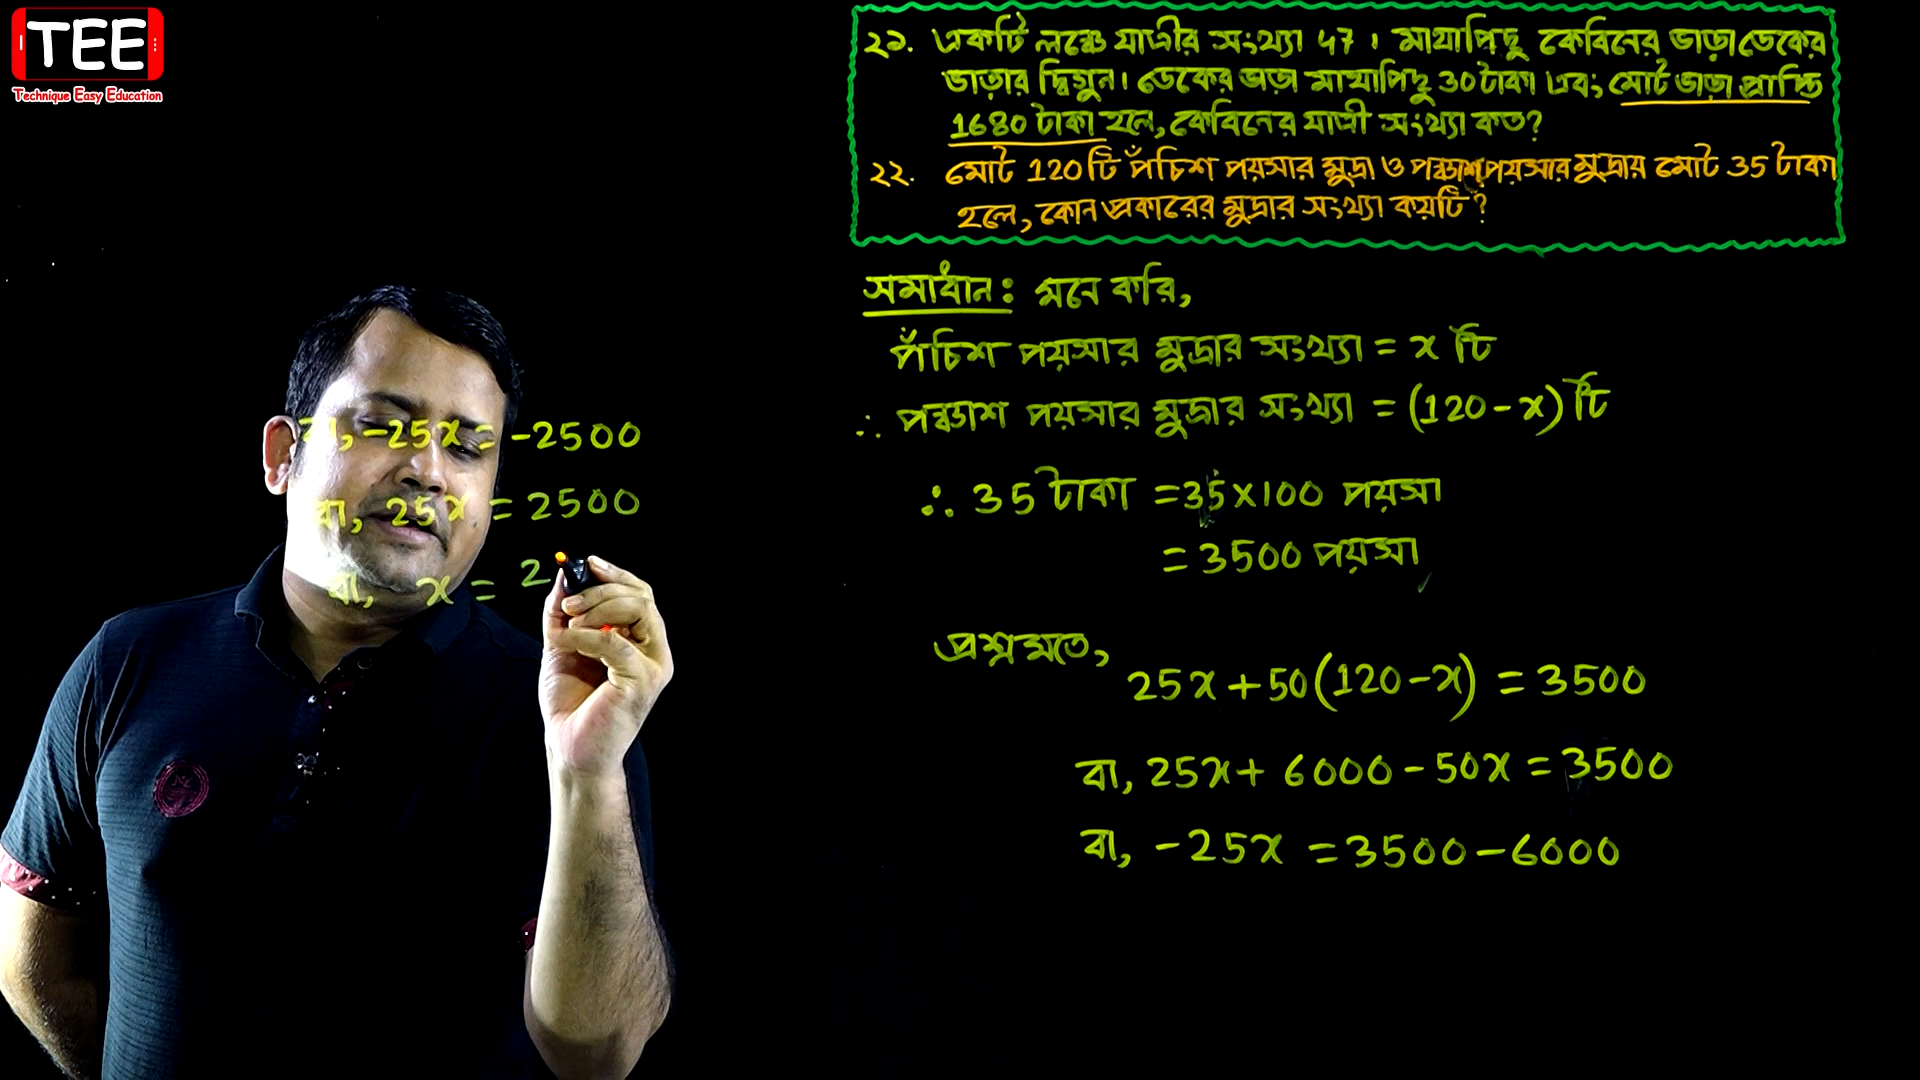 TEE
Technique Easy Education
২১. একটি লঞ্চে যাত্রীর সংখ্যা 47। মাথাপিছু কেবিনের ভাড়া ডেকের
ভাড়ার দ্বিগুন। ডেকের ভাড়া মাথাপিছু 30 টাকা এবং মোট ভাড়া প্রাপ্তি
1680 টাকা হলে, কেবিনের যাত্রী সংখ্যা কত?
২২. মোট 120 টি পঁচিশ পয়সার মুদ্রা ও পঞ্চাশ পয়সার মুদ্রায় মোট 35 টাকা
হলে, কোন প্রকারের মুদ্রার সংখ্যা কয়টি?
সমাধান: মনে করি,
পঁচিশ পয়সার মুদ্রার সংখ্যা = x টি
∴ পঞ্চাশ পয়সার মুদ্রার সংখ্যা = (120 - x) টি
∴ 35 টাকা = 35 × 100 পয়সা
= 3500 পয়সা
প্রশ্নমতে,
25x + 50(120 - x) = 3500
বা, 25x + 6000 - 50x = 3500
বা, -25x = 3500 - 6000
বা, -25x = -2500
বা, 25x = 2500
বা, x = 2